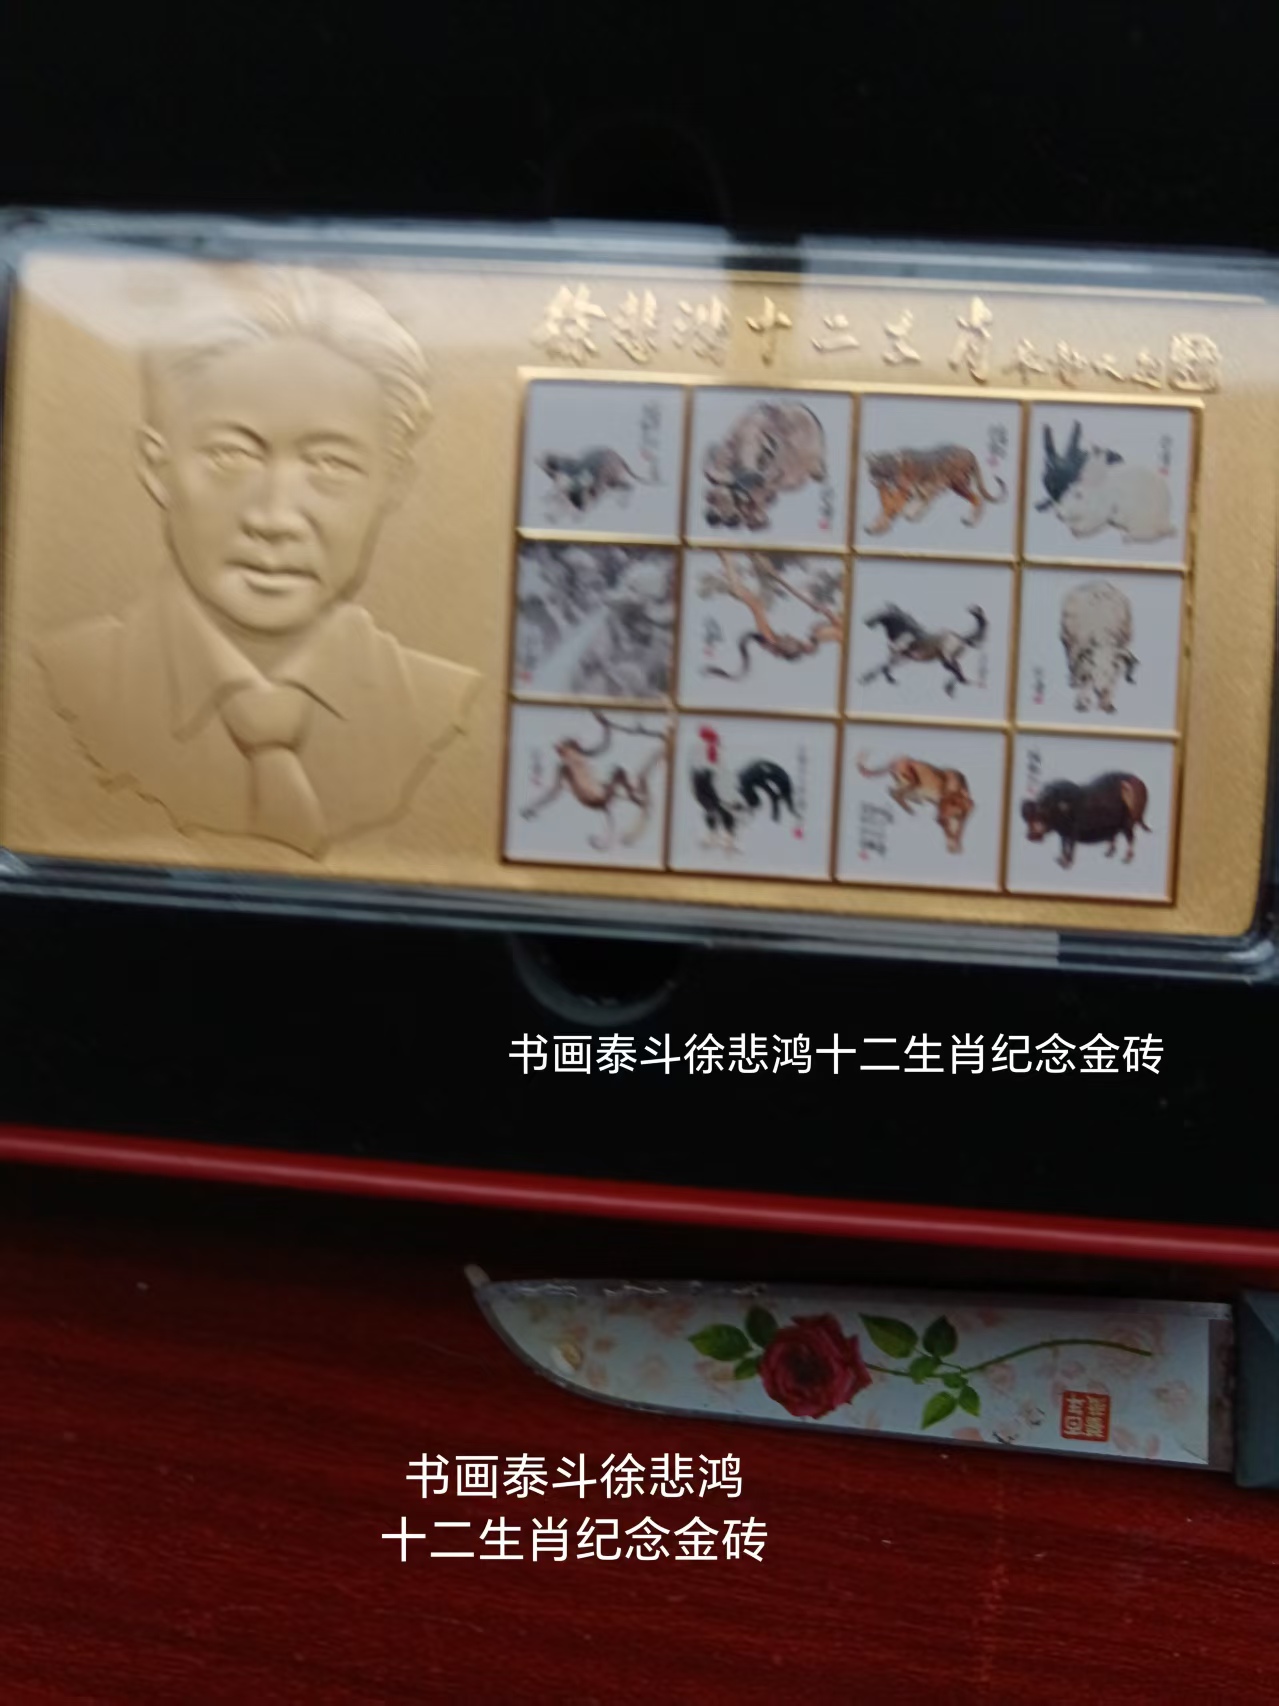 徐悲鸿十二生肖
书画泰斗徐悲鸿十二生肖纪念金砖
书画泰斗徐悲鸿
十二生肖纪念金砖